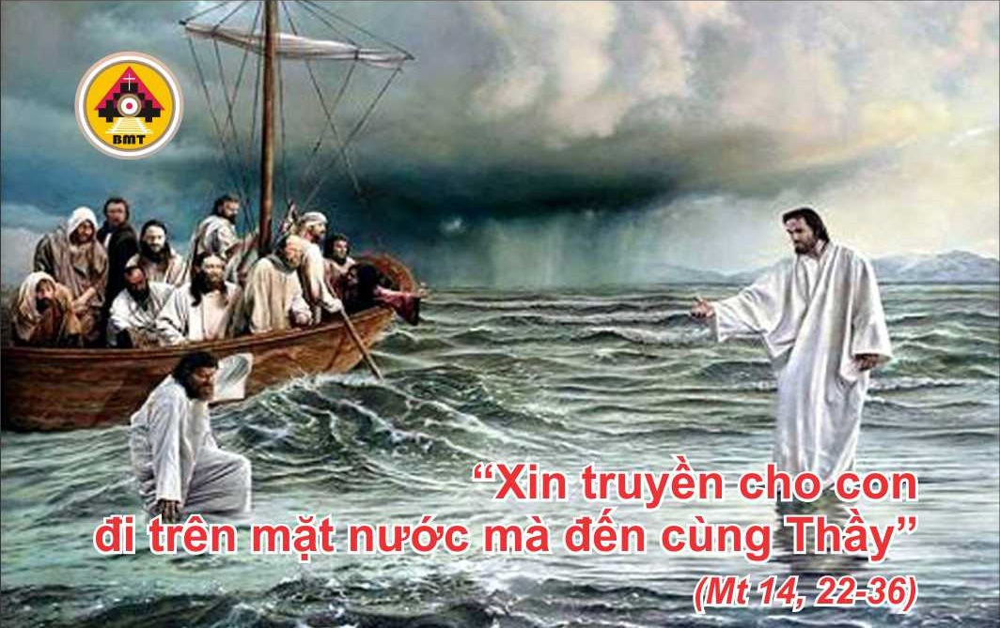 BMT
“Xin truyền cho con
đi trên mặt nước mà đến cùng Thầy”
(Mt 14, 22-36)